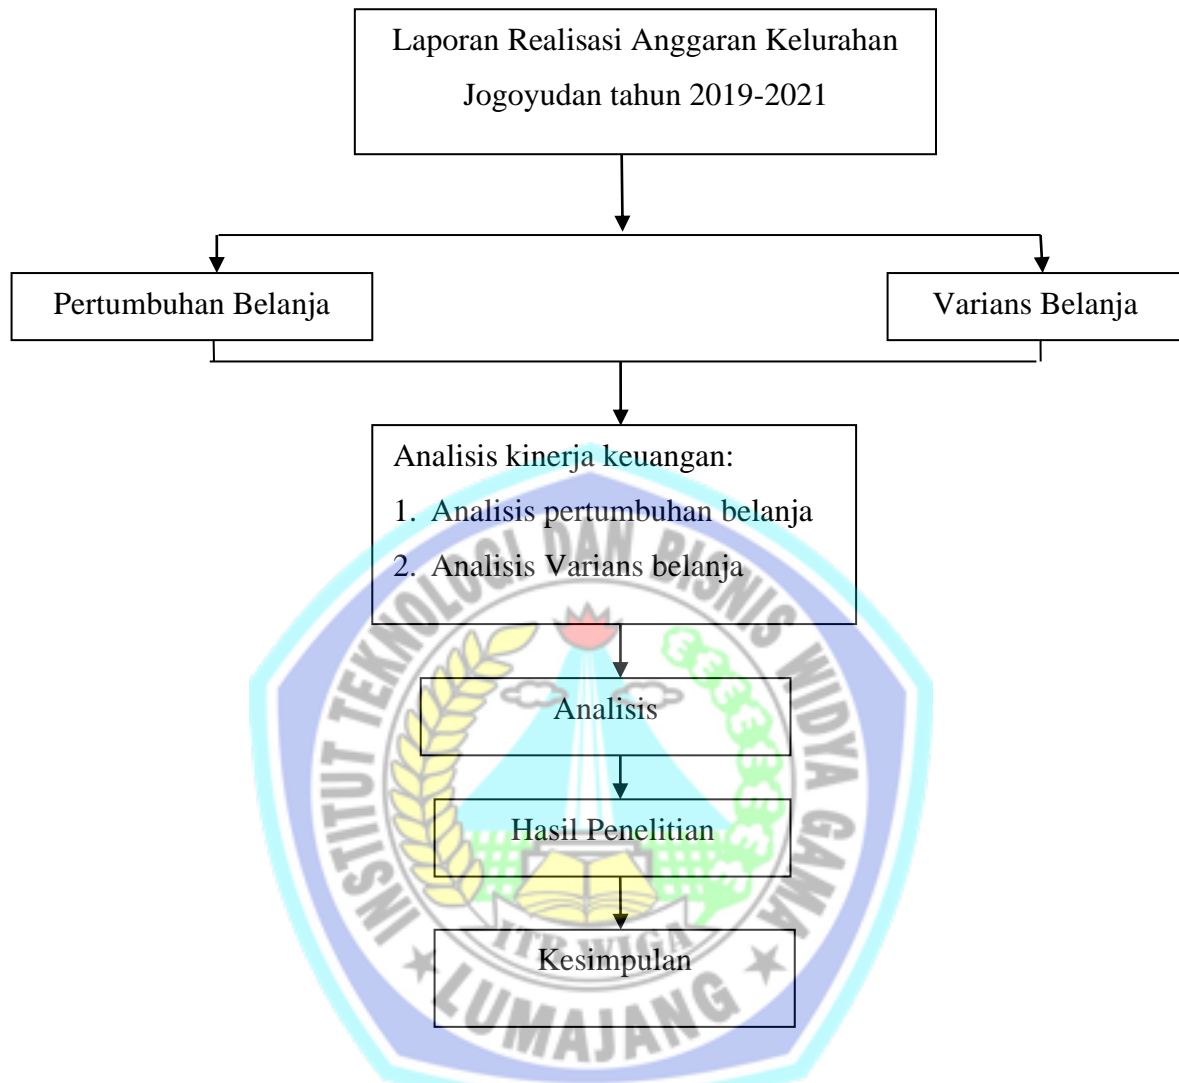 Laporan Realisasi Anggaran Kelurahan
Jogoyudan tahun 2019-2021
Pertumbuhan Belanja
Varians Belanja
Analisis kinerja keuangan:
1. Analisis pertumbuhan belanja
2. Analisis Varians belanja
Analisis
Hasil Penelitian
Kesimpulan
INSTITUT TEKNOLOGI DAN BISNIS WIDYA GAMA
ITB WIGA
LUMAJANG